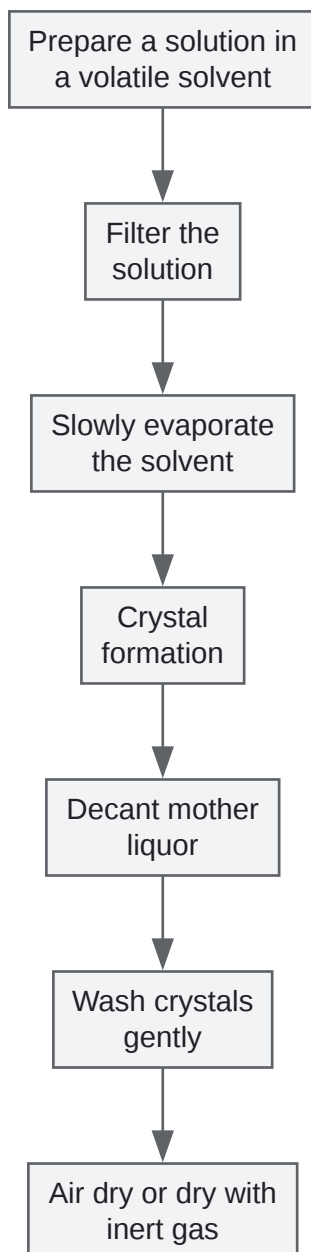 Prepare a solution in
a volatile solvent
Filter the
solution
Slowly evaporate
the solvent
Crystal
formation
Decant mother
liquor
Wash crystals
gently
Air dry or dry with
inert gas